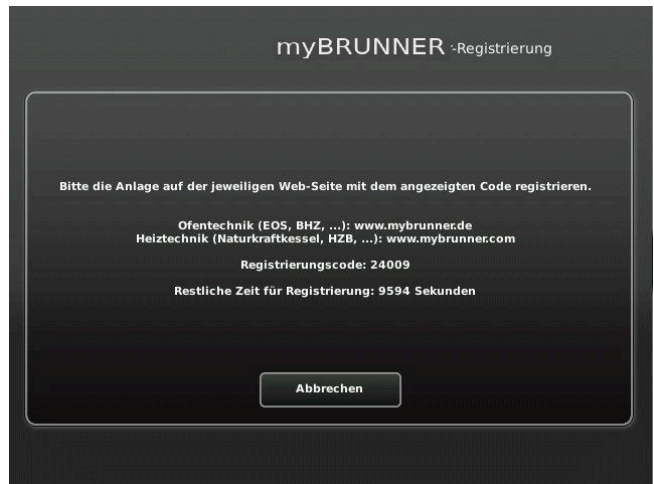 myBRUNNER -Registrierung
Bitte die Anlage auf der jeweiligen Web-Seite mit dem angezeigten Code registrieren.
Ofentechnik (EOS, BHZ, ...): www.mybrunner.de
Heiztechnik (Naturkraftkessel, HZB, ...): www.mybrunner.com
Registrierungscode: 24009
Restliche Zeit für Registrierung: 9594 Sekunden
Abbrechen